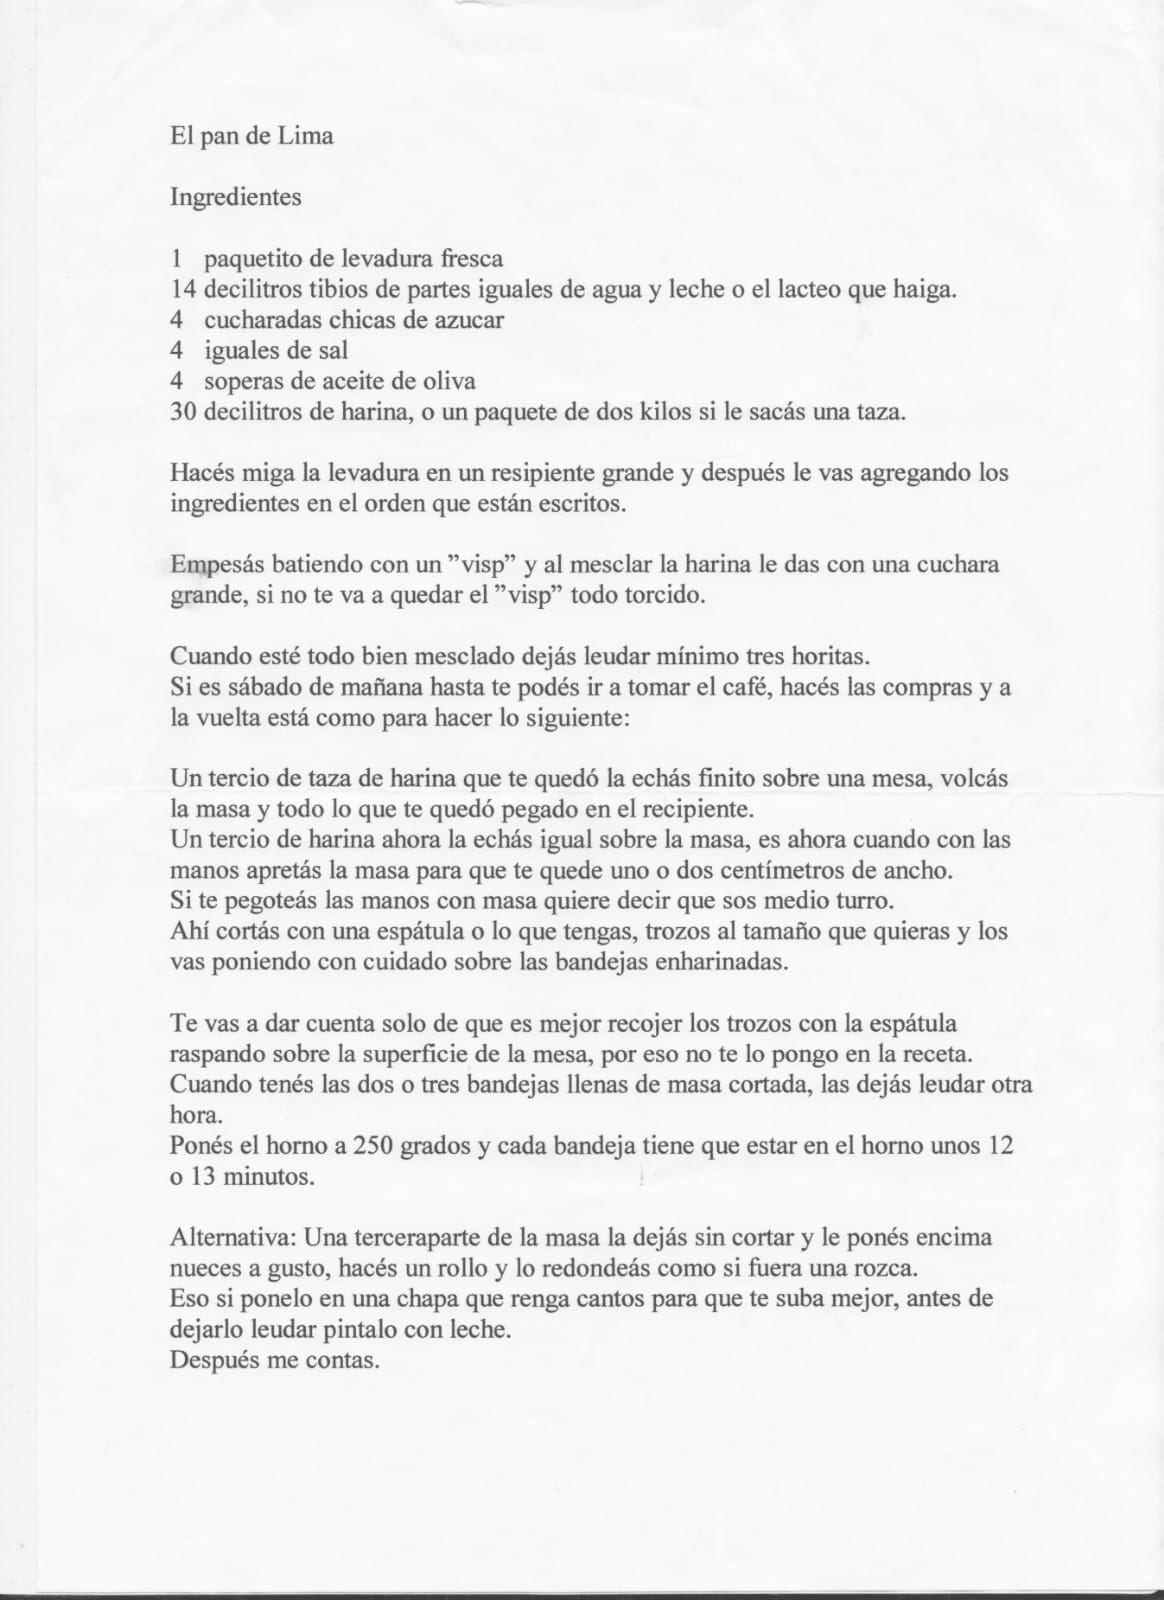 El pan de Lima
Ingredientes
1 paquetito de levadura fresca
14 decilitros tibios de partes iguales de agua y leche o el lacteo que haiga.
4 cucharadas chicas de azucar
4 iguales de sal
4 soperas de aceite de oliva
30 decilitros de harina, o un paquete de dos kilos si le sacás una taza.
Hacés miga la levadura en un resipiente grande y después le vas agregando los
ingredientes en el orden que están escritos.
Empesás batiendo con un ”visp” y al mesclar la harina le das con una cuchara
grande, si no te va a quedar el ”visp” todo torcido.
Cuando esté todo bien mesclado dejás leudar mínimo tres horitas.
Si es sábado de mañana hasta te podés ir a tomar el café, hacés las compras y a
la vuelta está como para hacer lo siguiente:
Un tercio de taza de harina que te quedó la echás finito sobre una mesa, volcás
la masa y todo lo que te quedó pegado en el recipiente.
Un tercio de harina ahora la echás igual sobre la masa, es ahora cuando con las
manos apretás la masa para que te quede uno o dos centímetros de ancho.
Si te pegoteás las manos con masa quiere decir que sos medio turro.
Ahí cortás con una espátula o lo que tengas, trozos al tamaño que quieras y los
vas poniendo con cuidado sobre las bandejas enharinadas.
Te vas a dar cuenta solo de que es mejor recojer los trozos con la espátula
raspando sobre la superficie de la mesa, por eso no te lo pongo en la receta.
Cuando tenés las dos o tres bandejas llenas de masa cortada, las dejás leudar otra
hora.
Ponés el horno a 250 grados y cada bandeja tiene que estar en el horno unos 12
o 13 minutos.
Alternativa: Una terceraparte de la masa la dejás sin cortar y le ponés encima
nueces a gusto, hacés un rollo y lo redondeás como si fuera una rozca.
Eso si ponelo en una chapa que renga cantos para que te suba mejor, antes de
dejarlo leudar pintalo con leche.
Después me contas.